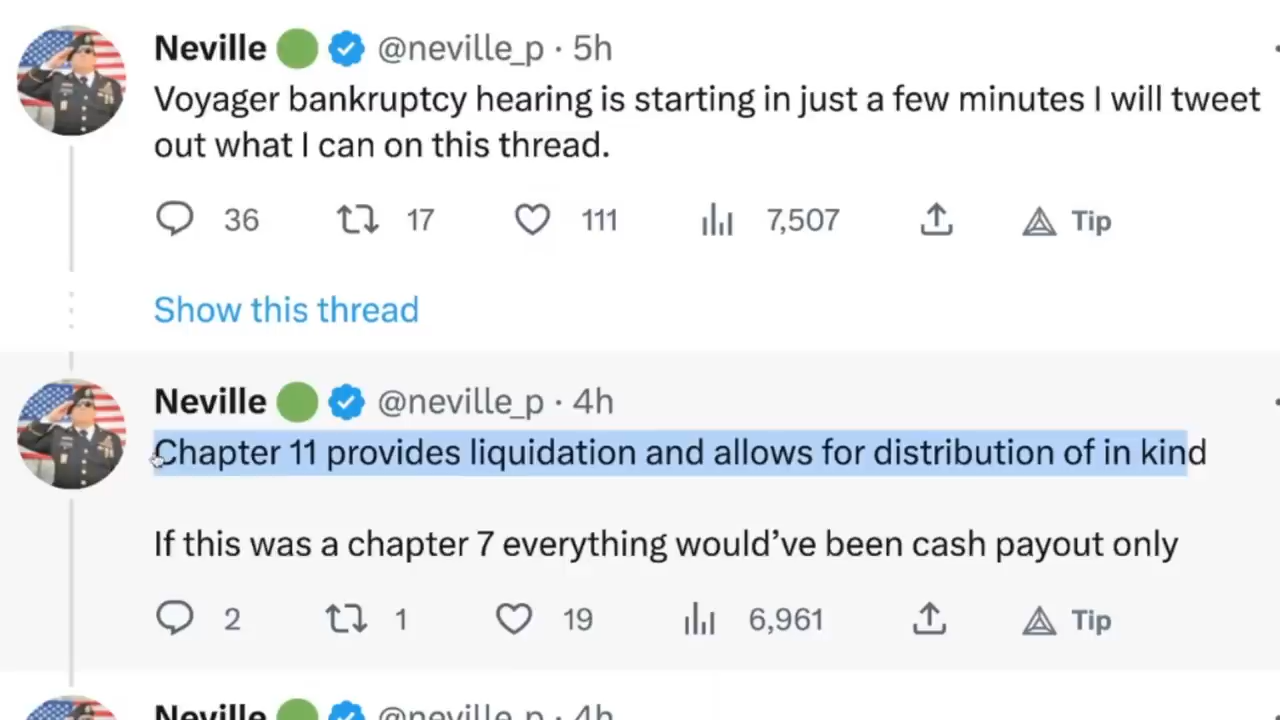 Neville @neville_p · 5h
Voyager bankruptcy hearing is starting in just a few minutes I will tweet
out what I can on this thread.
36 17 111 7,507 Tip
Show this thread
Neville @neville_p · 4h
Chapter 11 provides liquidation and allows for distribution of in kind
If this was a chapter 7 everything would’ve been cash payout only
2 1 19 6,961 Tip
Neville @neville_p · 4h